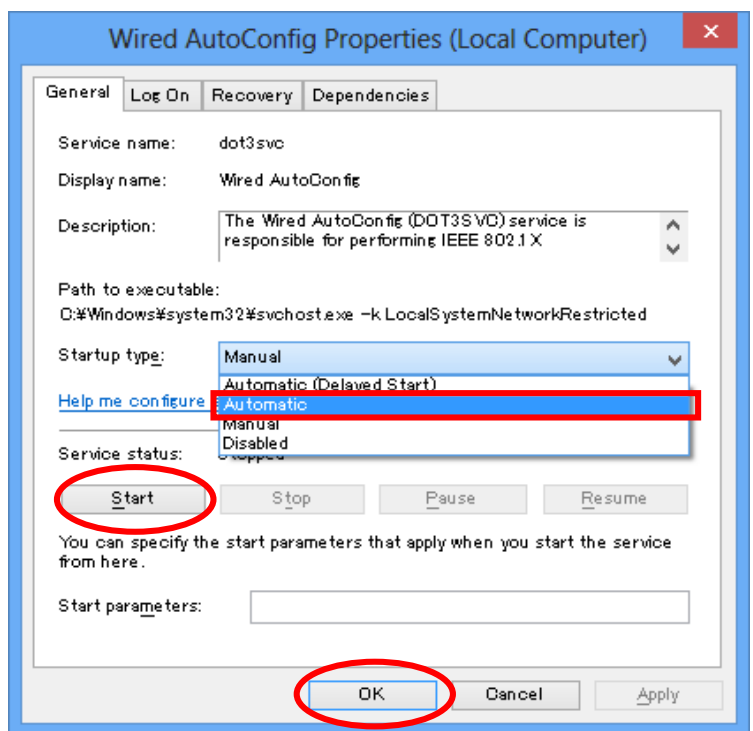 Wired AutoConfig Properties (Local Computer)
General Log On Recovery Dependencies
Service name: dot3svc
Display name: Wired AutoConfig
Description: The Wired AutoConfig (DOT3SVC) service is
responsible for performing IEEE 802.1X
Path to executable:
C:¥Windows¥system32¥svchost.exe -k LocalSystemNetworkRestricted
Startup type: Manual
Automatic (Delayed Start)
Help me configure Automatic
Manual
Disabled
Service status: Stopped
Start Stop Pause Resume
You can specify the start parameters that apply when you start the service
from here.
Start parameters:
OK Cancel Apply